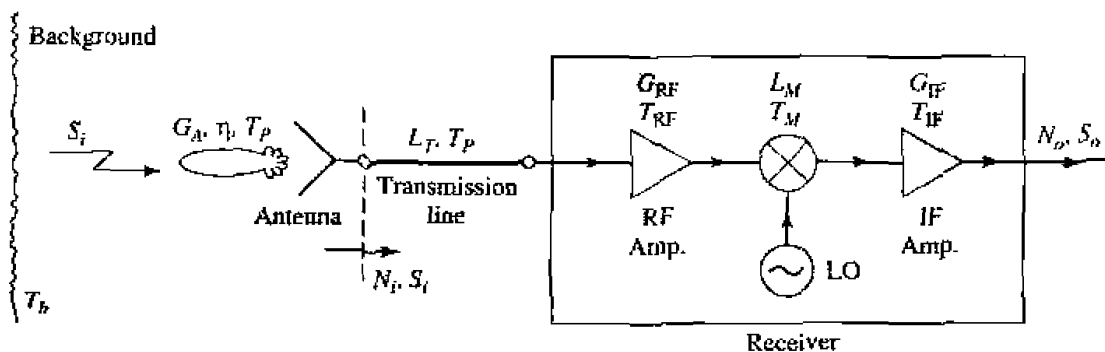 Background
S_i
G_A, η, T_P
Antenna
L_T, T_P
Transmission
line
N_i, S_i
T_b
G_RF
T_RF
RF
Amp.
L_M
T_M
LO
G_IF
T_IF
IF
Amp.
N_o, S_o
Receiver